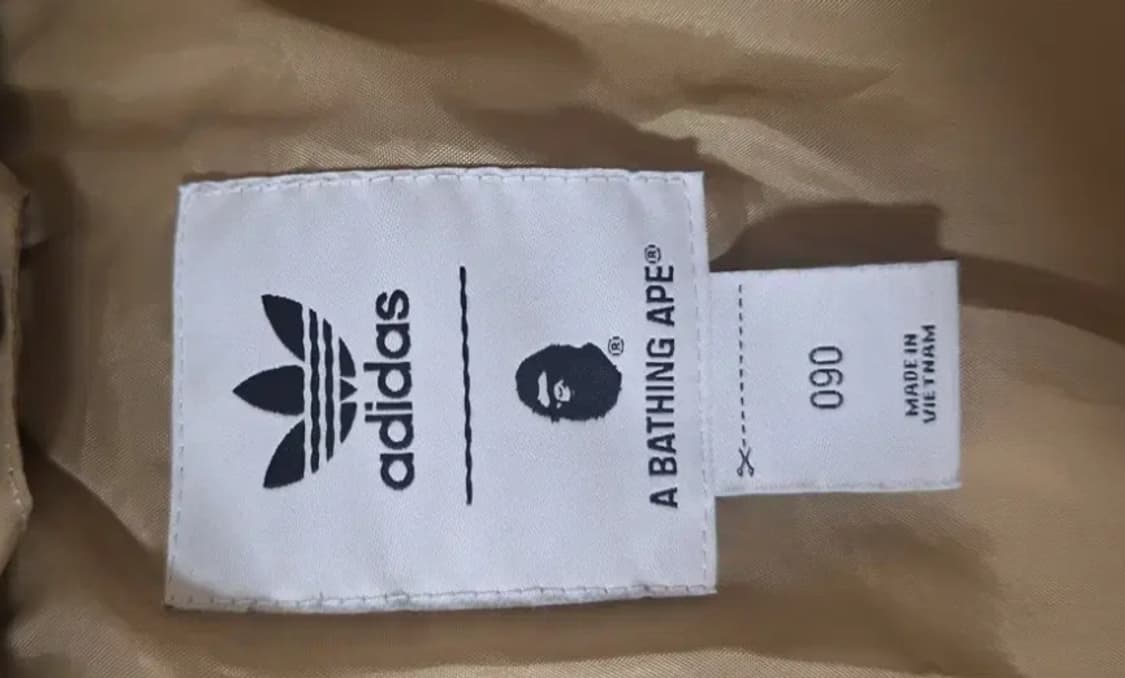 adidas
A BATHING APE®
®
090
MADE IN
VIETNAM